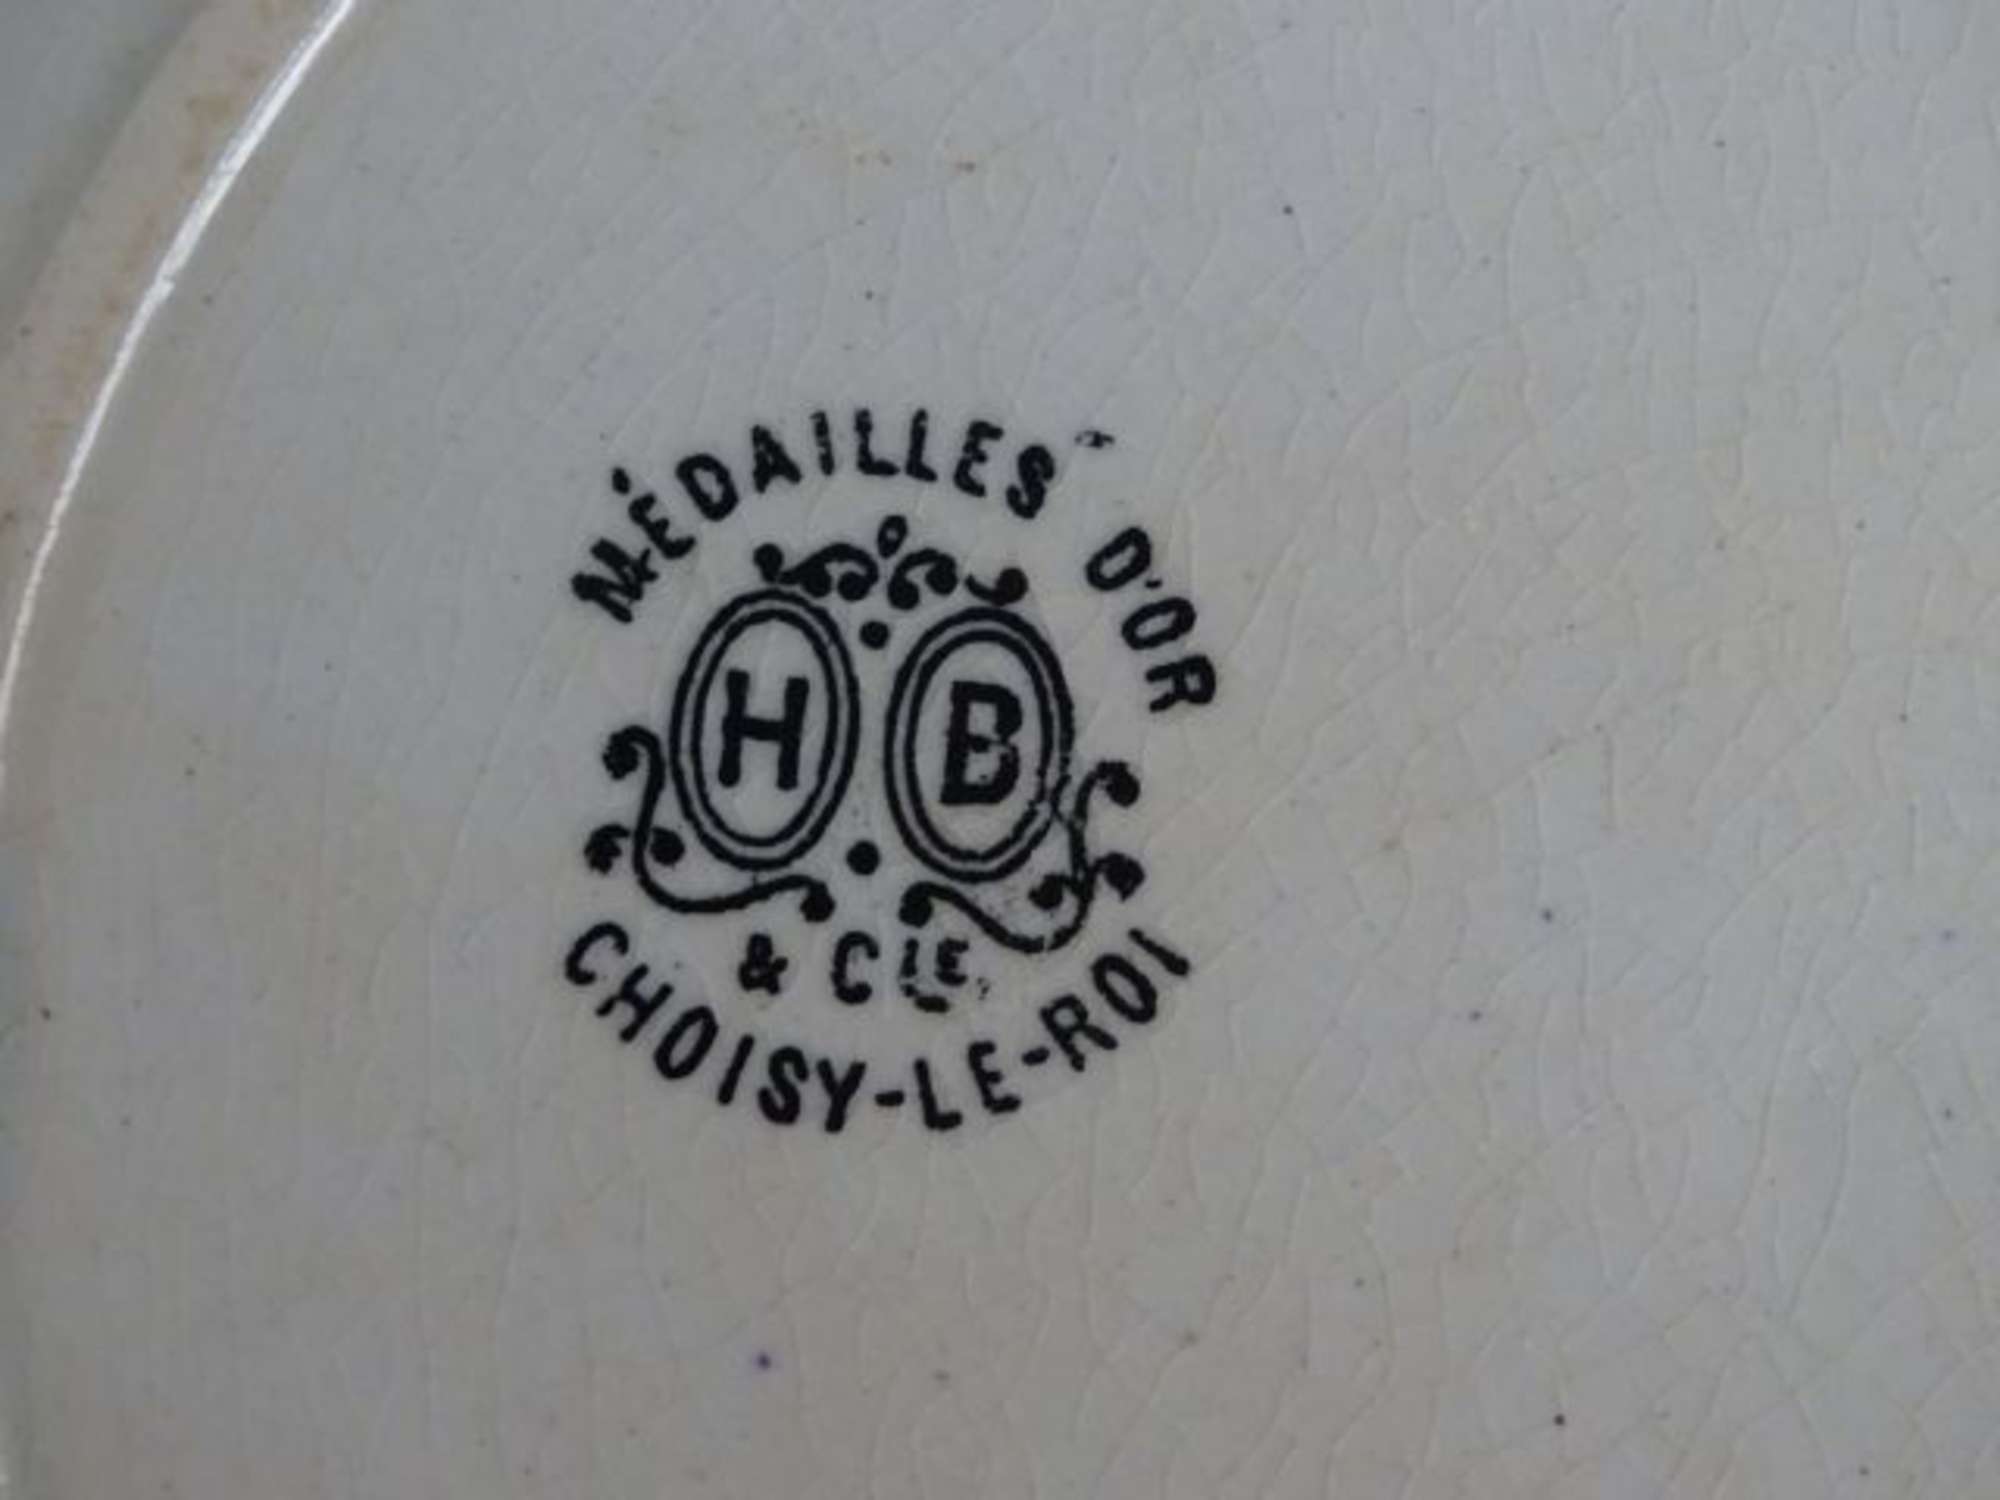 MÉDAILLES D'OR
H B
& CIE
CHOISY-LE-ROI